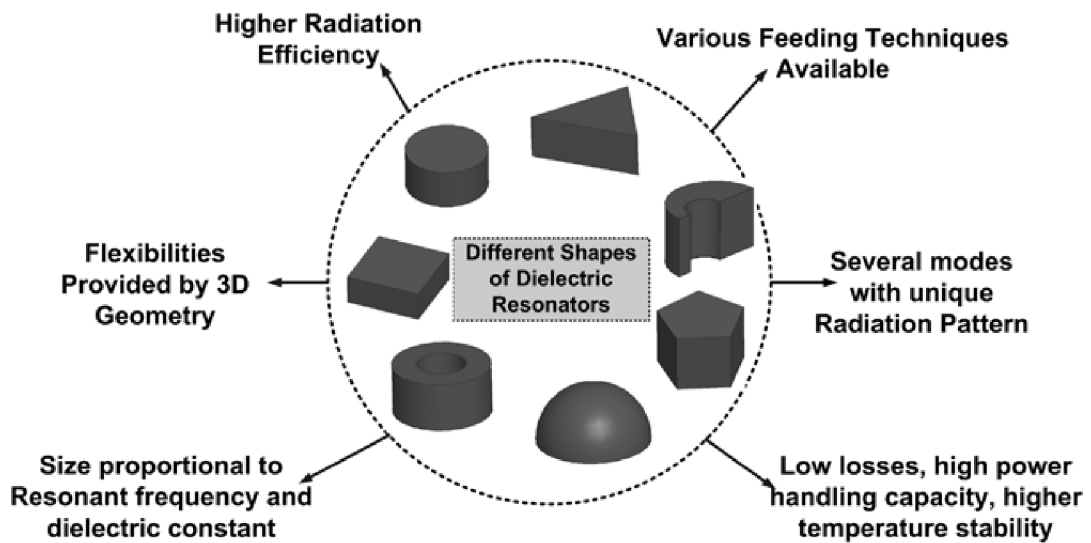 Higher Radiation
Efficiency
Various Feeding Techniques
Available
Flexibilities
Provided by 3D
Geometry
Different Shapes
of Dielectric
Resonators
Several modes
with unique
Radiation Pattern
Size proportional to
Resonant frequency and
dielectric constant
Low losses, high power
handling capacity, higher
temperature stability